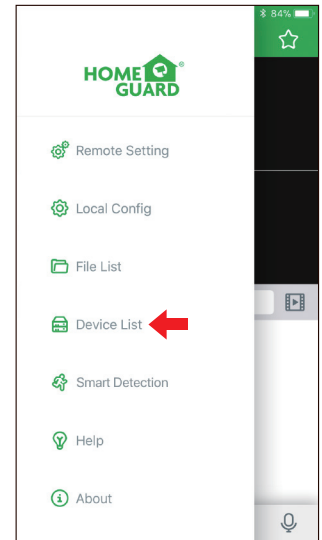 84%
HOME GUARD®
Remote Setting
Local Config
File List
Device List
Smart Detection
Help
About